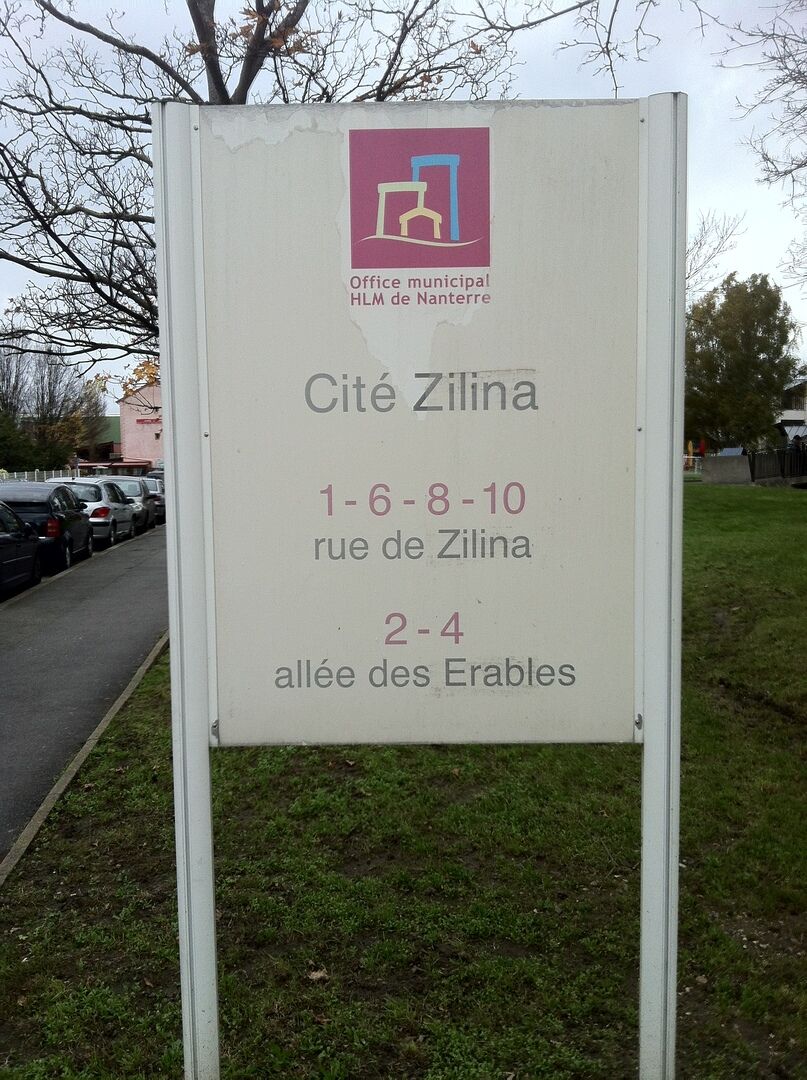 Office municipal
HLM de Nanterre
Cité Zilina
1 - 6 - 8 - 10
rue de Zilina
2 - 4
allée des Erables